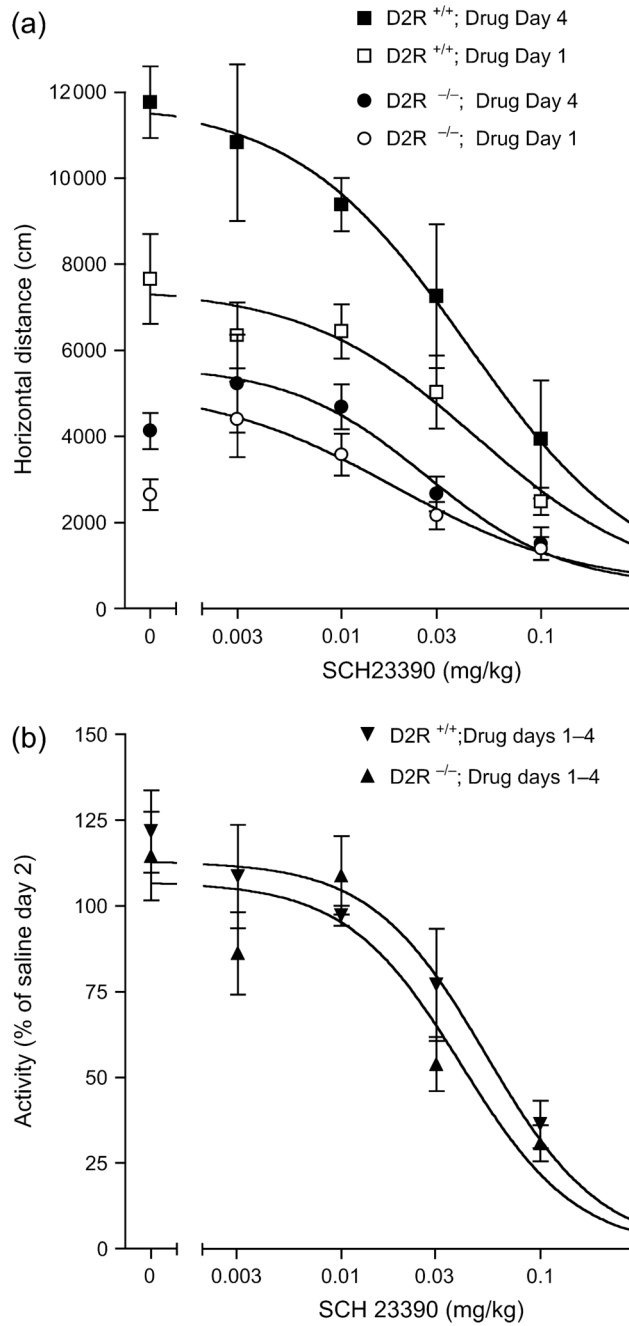 (a)
■ D2R +/+; Drug Day 4
□ D2R +/+; Drug Day 1
● D2R −/−; Drug Day 4
○ D2R −/−; Drug Day 1
12000
10000
8000
6000
4000
2000
0
Horizontal distance (cm)
0 0.003 0.01 0.03 0.1
SCH23390 (mg/kg)
(b)
▼ D2R +/+;Drug days 1–4
▲ D2R −/−; Drug days 1–4
150
125
100
75
50
25
0
Activity (% of saline day 2)
0 0.003 0.01 0.03 0.1
SCH 23390 (mg/kg)